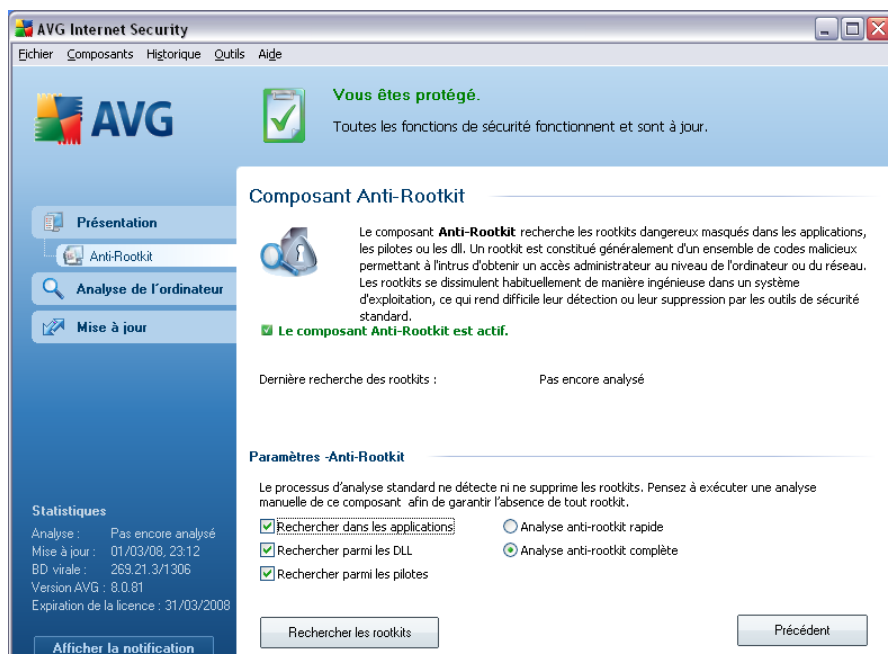 AVG Internet Security
Fichier Composants Historique Outils Aide
AVG
Vous êtes protégé.
Toutes les fonctions de sécurité fonctionnent et sont à jour.
Présentation
Anti-Rootkit
Analyse de l'ordinateur
Mise à jour
Composant Anti-Rootkit
Le composant Anti-Rootkit recherche les rootkits dangereux masqués dans les applications,
les pilotes ou les dll. Un rootkit est constitué généralement d'un ensemble de codes malicieux
permettant à l'intrus d'obtenir un accès administrateur au niveau de l'ordinateur ou du réseau.
Les rootkits se dissimulent habituellement de manière ingénieuse dans un système
d'exploitation, ce qui rend difficile leur détection ou leur suppression par les outils de sécurité
standard.
Le composant Anti-Rootkit est actif.
Dernière recherche des rootkits : Pas encore analysé
Paramètres -Anti-Rootkit
Le processus d'analyse standard ne détecte ni ne supprime les rootkits. Pensez à exécuter une analyse
manuelle de ce composant afin de garantir l'absence de tout rootkit.
Rechercher dans les applications
Analyse anti-rootkit rapide
Rechercher parmi les DLL
Analyse anti-rootkit complète
Rechercher parmi les pilotes
Rechercher les rootkits
Précédent
Statistiques
Analyse : Pas encore analysé
Mise à jour : 01/03/08, 23:12
BD virale : 269.21.3/1306
Version AVG : 8.0.81
Expiration de la licence : 31/03/2008
Afficher la notification